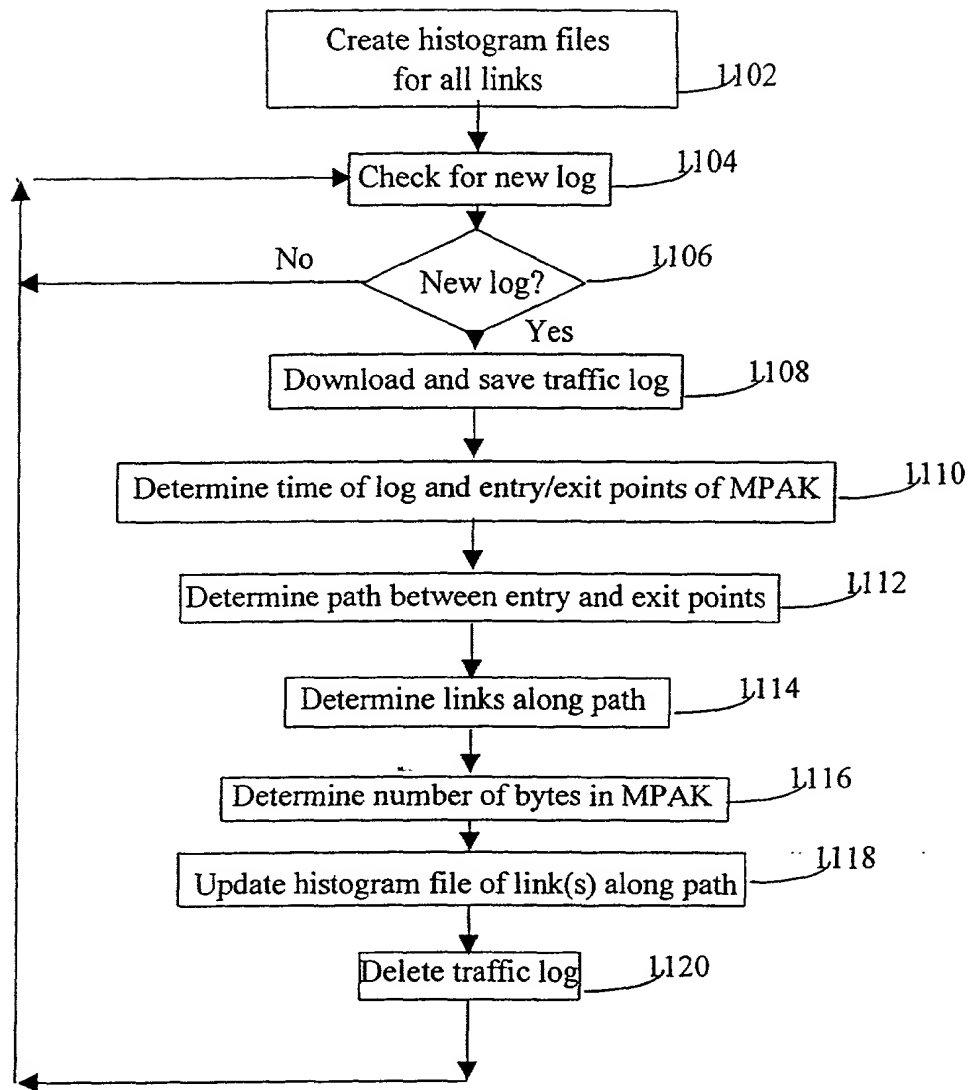 Create histogram files
for all links
1102
Check for new log
1104
No
New log?
1106
Yes
Download and save traffic log
1108
Determine time of log and entry/exit points of MPAK
1110
Determine path between entry and exit points
1112
Determine links along path
1114
Determine number of bytes in MPAK
1116
Update histogram file of link(s) along path
1118
Delete traffic log
1120